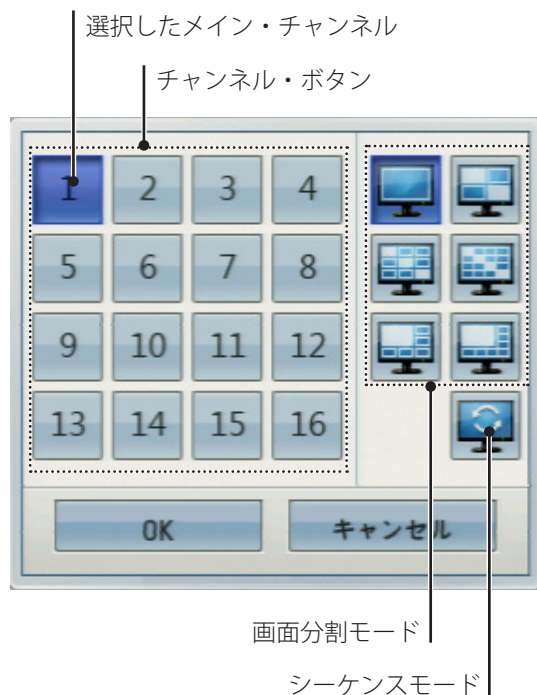 選択したメイン・チャンネル
チャンネル・ボタン
1 2 3 4
5 6 7 8
9 10 11 12
13 14 15 16
OK キャンセル
画面分割モード
シーケンスモード